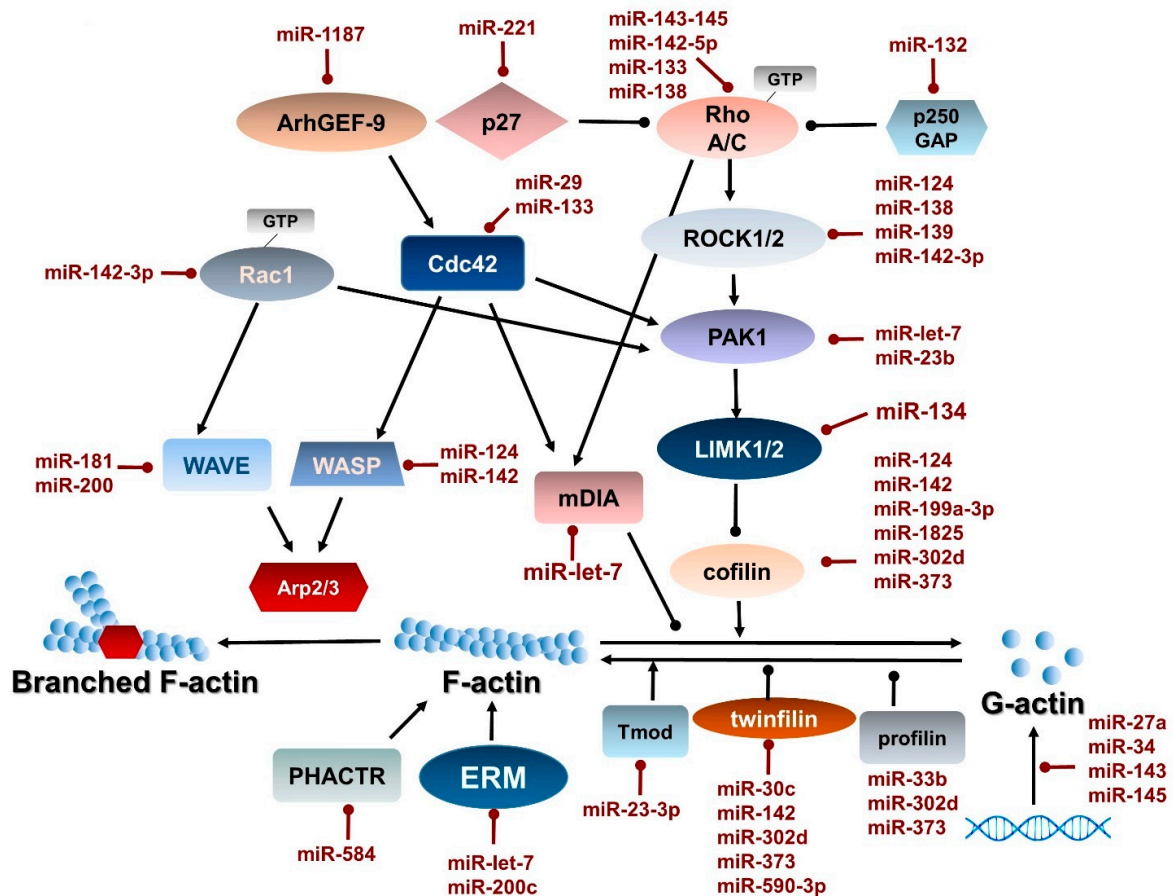 miR-1187
miR-221
miR-143-145
miR-142-5p
miR-133
miR-138
miR-132
GTP
ArhGEF-9
p27
Rho
A/C
p250
GAP
miR-29
miR-133
miR-124
miR-138
miR-139
miR-142-3p
ROCK1/2
GTP
miR-142-3p
Rac1
Cdc42
PAK1
miR-let-7
miR-23b
miR-134
LIMK1/2
miR-181
miR-200
WAVE
WASP
miR-124
miR-142
mDIA
miR-let-7
miR-124
miR-142
miR-199a-3p
miR-1825
miR-302d
miR-373
cofilin
Arp2/3
Branched F-actin
F-actin
G-actin
Tmod
twinfilin
profilin
miR-27a
miR-34
miR-143
miR-145
PHACTR
ERM
miR-23-3p
miR-30c
miR-142
miR-302d
miR-373
miR-590-3p
miR-33b
miR-302d
miR-373
miR-584
miR-let-7
miR-200c